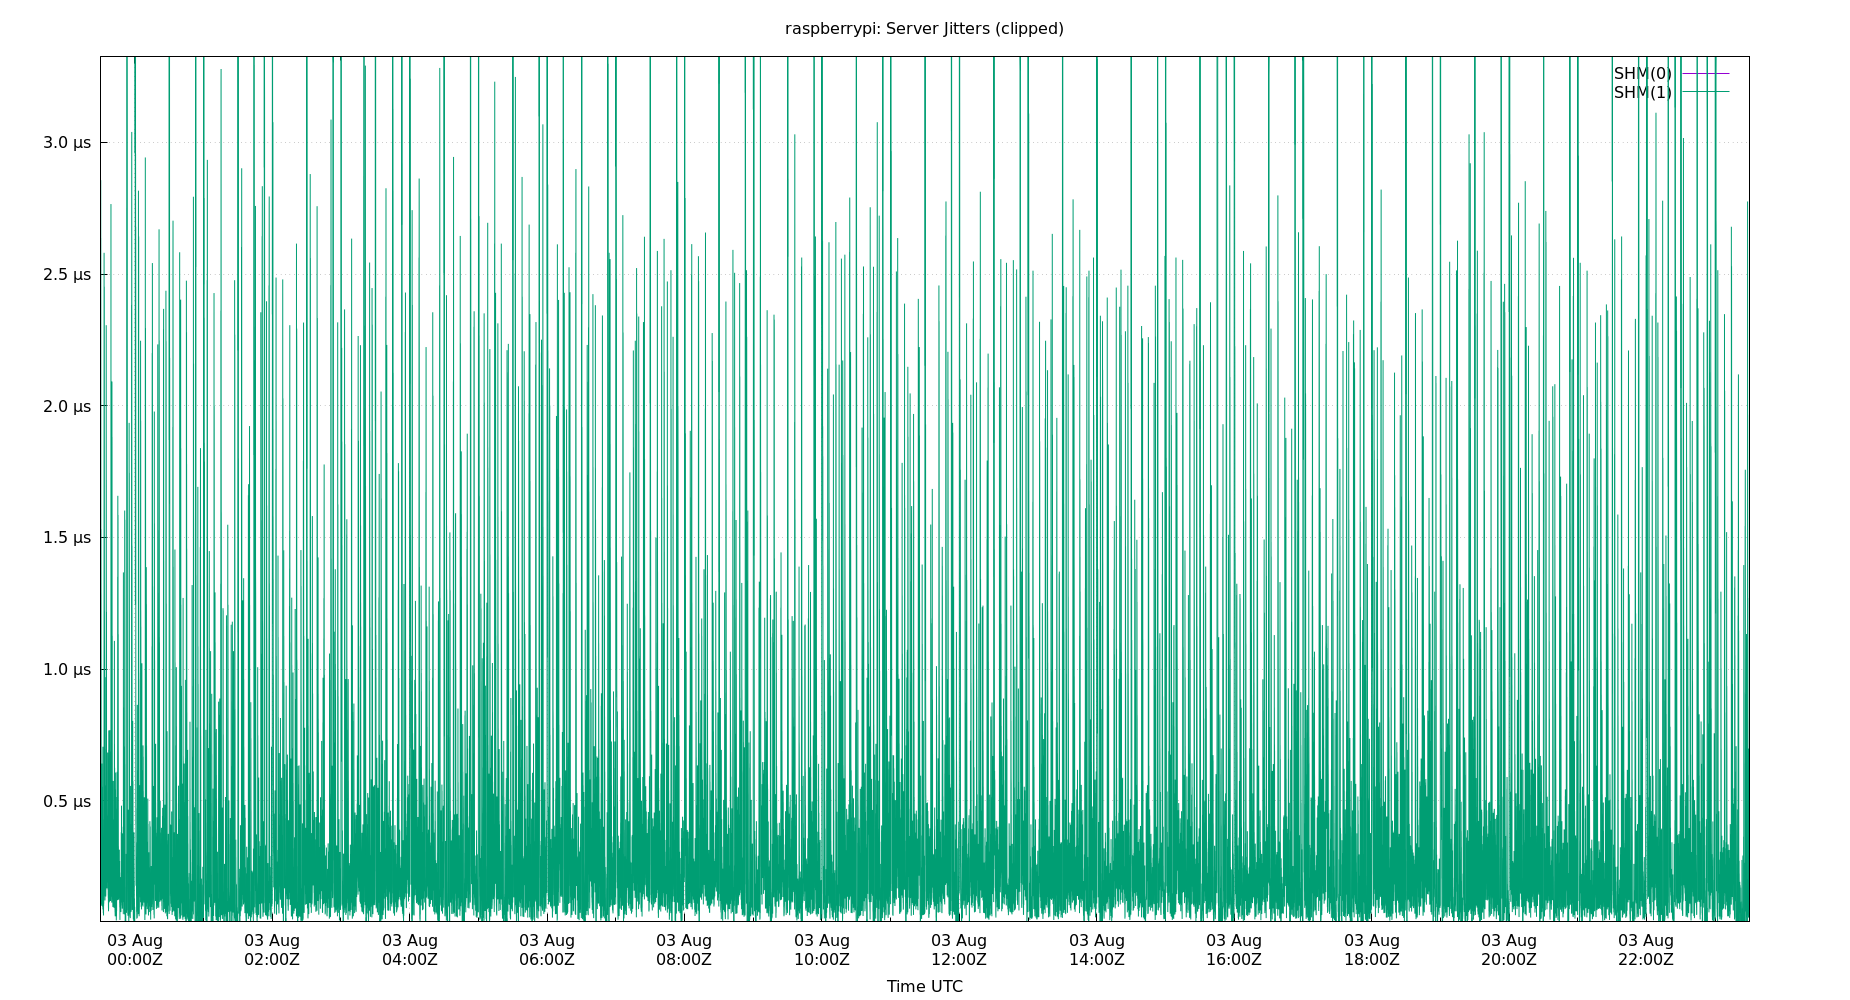 raspberrypi: Server Jitters (clipped)
SHM(0)
SHM(1)
3.0 µs
2.5 µs
2.0 µs
1.5 µs
1.0 µs
0.5 µs
03 Aug 03 Aug 03 Aug 03 Aug 03 Aug 03 Aug 03 Aug 03 Aug 03 Aug 03 Aug 03 Aug 03 Aug
00:00Z 02:00Z 04:00Z 06:00Z 08:00Z 10:00Z 12:00Z 14:00Z 16:00Z 18:00Z 20:00Z 22:00Z
Time UTC